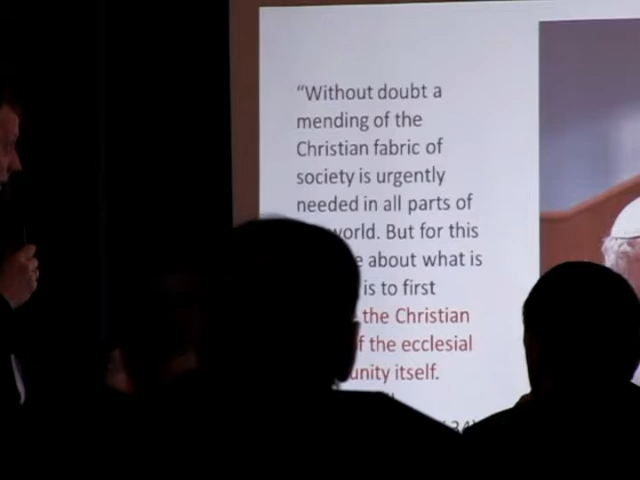 “Without doubt a
mending of the
Christian fabric of
society is urgently
needed in all parts of
world. But for this
about what is
is to first
the Christian
the ecclesial
itself.